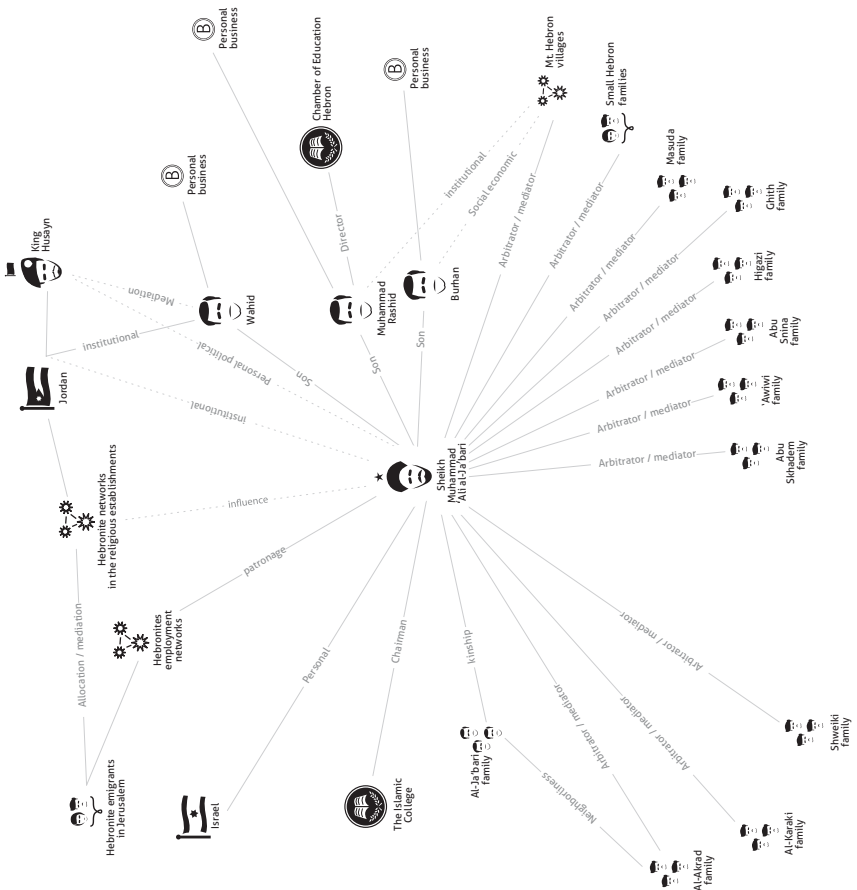 Personal
business
B
Chamber of Education
Hebron
Personal
business
B
Mt. Hebron
villages
Small Hebron
families
Masuda
family
Ghith
family
Higazi
family
Abu
Snina
family
'Awiwi
family
Abu
Skhadem
family
King
Husayn
Personal
business
B
Wahid
Muhammad
Rashid
Burhan
Jordan
Mediation
institutional
Personal political
institutional
Son
Son
Son
Director
institutional
Social economic
Arbitrator / mediator
Arbitrator / mediator
Arbitrator / mediator
Arbitrator / mediator
Arbitrator / mediator
Arbitrator / mediator
Arbitrator / mediator
Arbitrator / mediator
Sheikh
Muhammad
'Ali al-Ja'bari
Hebronite networks
in the religious establishments
influence
patronage
Hebronites
employment
networks
Allocation / mediation
Hebronite emigrants
in Jerusalem
Personal
Israel
Chairman
The Islamic
College
kinship
Al-Ja'bari
family
Neighborliness
Arbitrator / mediator
Arbitrator / mediator
Arbitrator / mediator
Al-Akrad
family
Al-Karaki
family
Shweiki
family